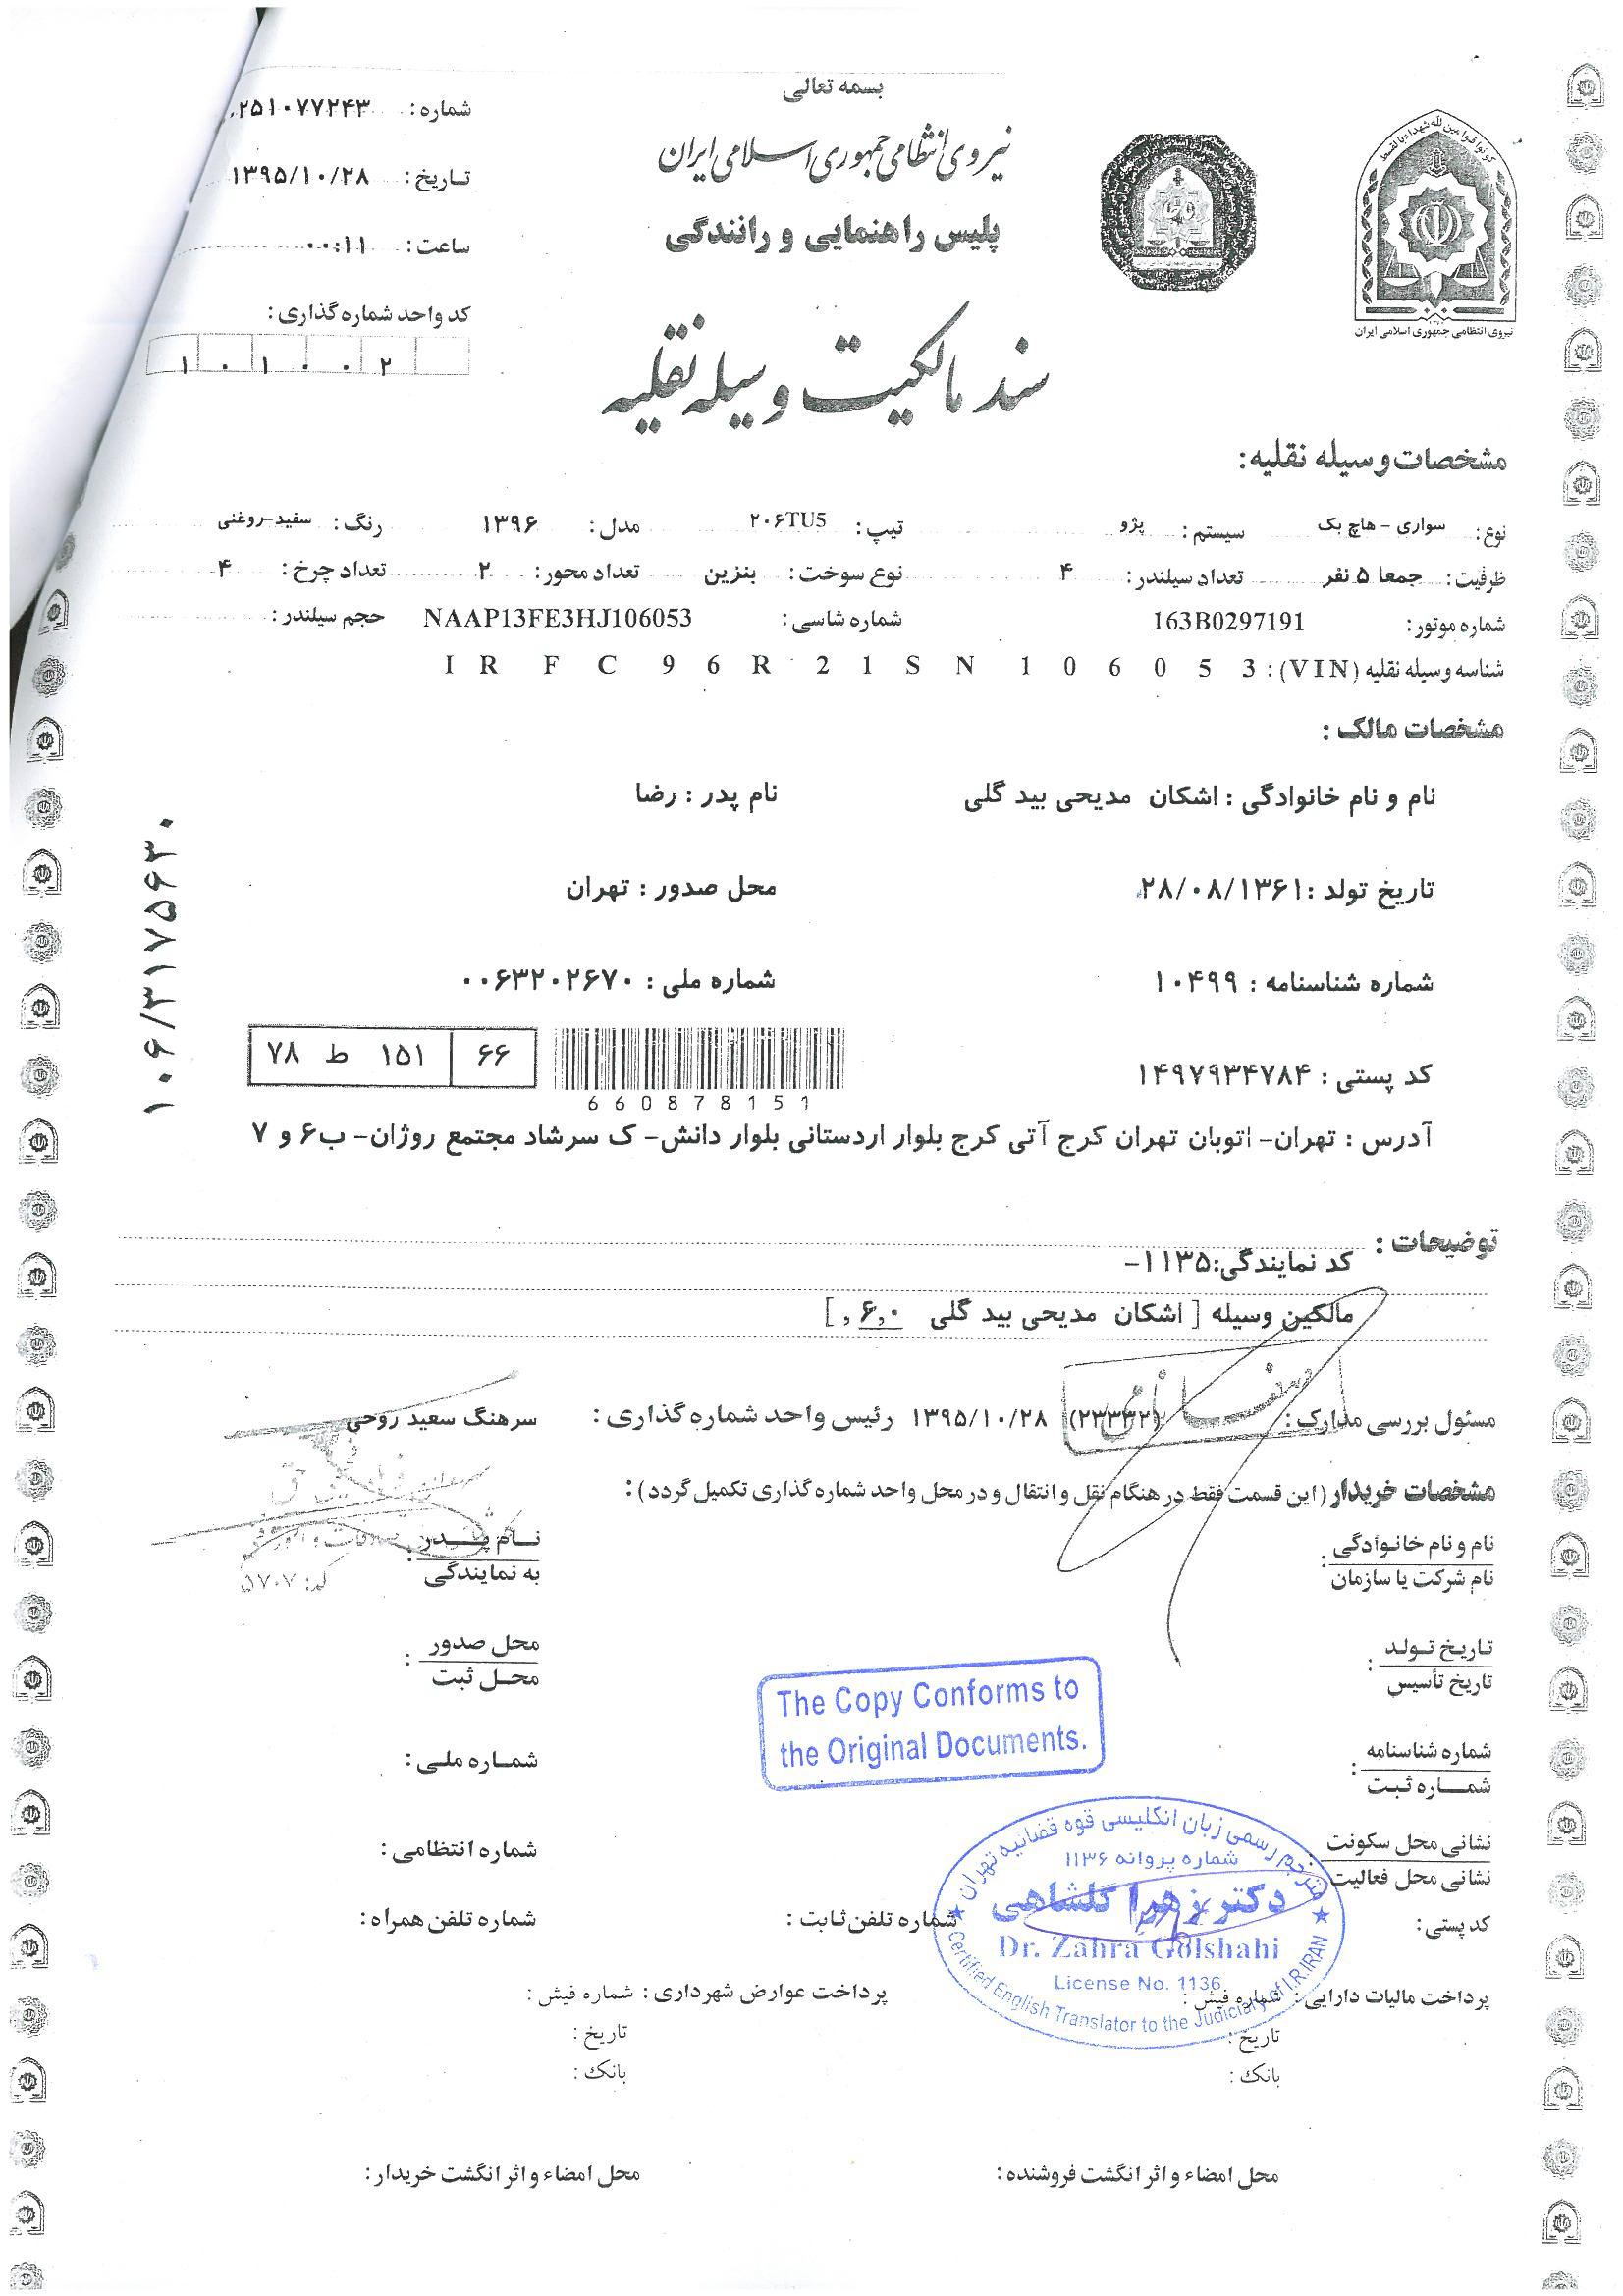 بسمه تعالی
نیروی انتظامی جمهوری اسلامی ایران
پلیس راهنمایی و رانندگی
سند مالکیت وسیله نقلیه
کونوا قوامین لله شهداء بالقسط
نیروی انتظامی جمهوری اسلامی ایران
شماره: ۲۵۱۰۷۷۲۴۳
تاریخ: ۱۳۹۵/۱۰/۲۸
ساعت: ۰۰:۱۱
کد واحد شماره گذاری:
۱ ۰ ۱ ۰ ۰ ۲
مشخصات وسیله نقلیه:
نوع: سواری - هاچ بک سیستم: پژو تیپ: ۲۰۶TU5 مدل: ۱۳۹۶ رنگ: سفید-روغنی
ظرفیت: جمعا ۵ نفر تعداد سیلندر: ۴ نوع سوخت: بنزین تعداد محور: ۲ تعداد چرخ: ۴
شماره موتور: 163B0297191 شماره شاسی: NAAP13FE3HJ106053 حجم سیلندر:
شناسه وسیله نقلیه (VIN): I R F C 9 6 R 2 1 S N 1 0 6 0 5 3
مشخصات مالک :
نام و نام خانوادگی : اشکان مدیحی بید گلی نام پدر : رضا
تاریخ تولد : ۲۸/۰۸/۱۳۶۱ محل صدور : تهران
شماره شناسنامه : ۱۰۴۹۹ شماره ملی : ۰۰۶۳۲۰۲۶۷۰
کد پستی : ۱۴۹۷۹۳۴۷۸۴
660878151
۶۶ ۱۵۱ ط ۷۸
۱۰۶/۳۱۷۵۶۳۰
آدرس : تهران- اتوبان تهران کرج آتی کرج بلوار اردستانی بلوار دانش- ک سرشاد مجتمع روژان- ب۶ و ۷
توضیحات :
کد نمایندگی:۱۱۳۵-
مالکین وسیله [ اشکان مدیحی بید گلی ۶,۰ , ]
مسئول بررسی مدارک: (۲۳۳۳۲) ۱۳۹۵/۱۰/۲۸ رئیس واحد شماره گذاری : سرهنگ سعید روحی
کد: ۵۷۰۷
مشخصات خریدار (این قسمت فقط در هنگام نقل و انتقال و در محل واحد شماره گذاری تکمیل گردد) :
نام و نام خانوادگی : نام پدر :
نام شرکت یا سازمان به نمایندگی
تاریخ تولد : محل صدور :
تاریخ تأسیس محل ثبت
The Copy Conforms to
the Original Documents.
شماره شناسنامه : شماره ملی :
شماره ثبت
نشانی محل سکونت : شماره انتظامی :
نشانی محل فعالیت
کد پستی : شماره تلفن ثابت : شماره تلفن همراه :
مترجم رسمی زبان انگلیسی قوه قضائیه تهران
شماره پروانه ۱۱۳۶
دکتر زهرا گلشاهی
Dr. Zahra Golshahi
License No. 1136
Certified English Translator to the Judiciary of I.R.IRAN
پرداخت مالیات دارایی : شماره فیش : پرداخت عوارض شهرداری : شماره فیش :
تاریخ : تاریخ :
بانک : بانک :
محل امضاء و اثر انگشت فروشنده: محل امضاء و اثر انگشت خریدار: